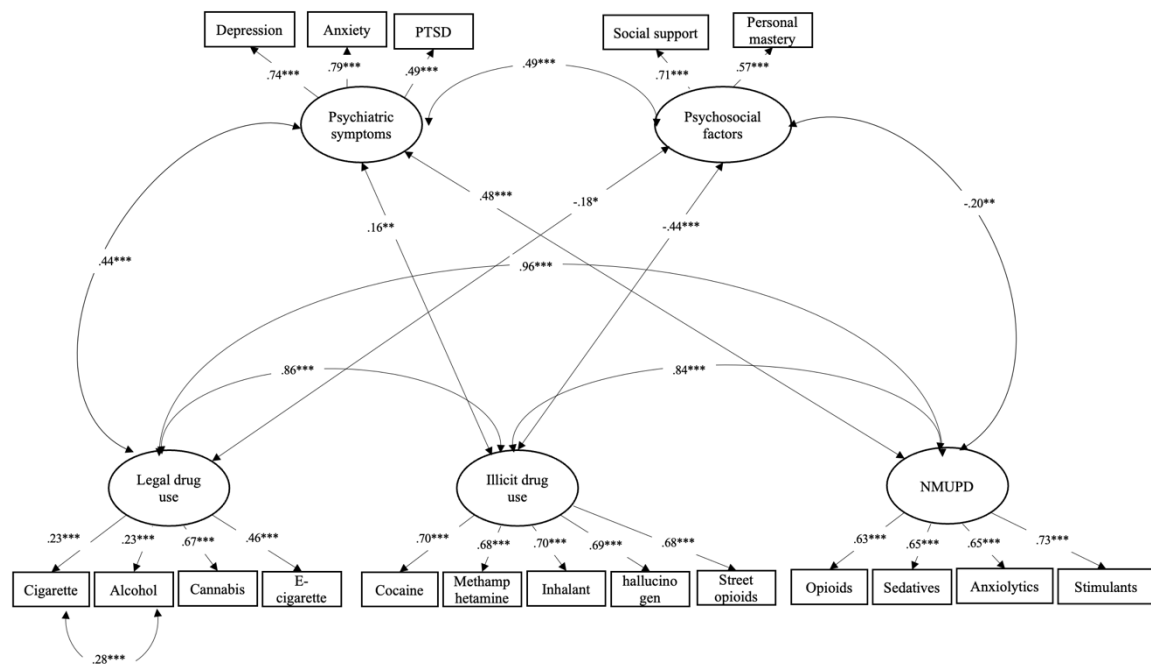 Depression
Anxiety
PTSD
Social support
Personal
mastery
.74***
.79***
.49***
.71***
.57***
.49***
Psychiatric
symptoms
Psychosocial
factors
.48***
-.18*
-.20**
.16**
-.44***
.44***
.96***
.86***
.84***
Legal drug
use
Illicit drug
use
NMUPD
.23***
.23***
.67***
.46***
.70***
.68***
.70***
.69***
.68***
.63***
.65***
.65***
.73***
Cigarette
Alcohol
Cannabis
E-
cigarette
Cocaine
Methamp
hetamine
Inhalant
hallucino
gen
Street
opioids
Opioids
Sedatives
Anxiolytics
Stimulants
.28***